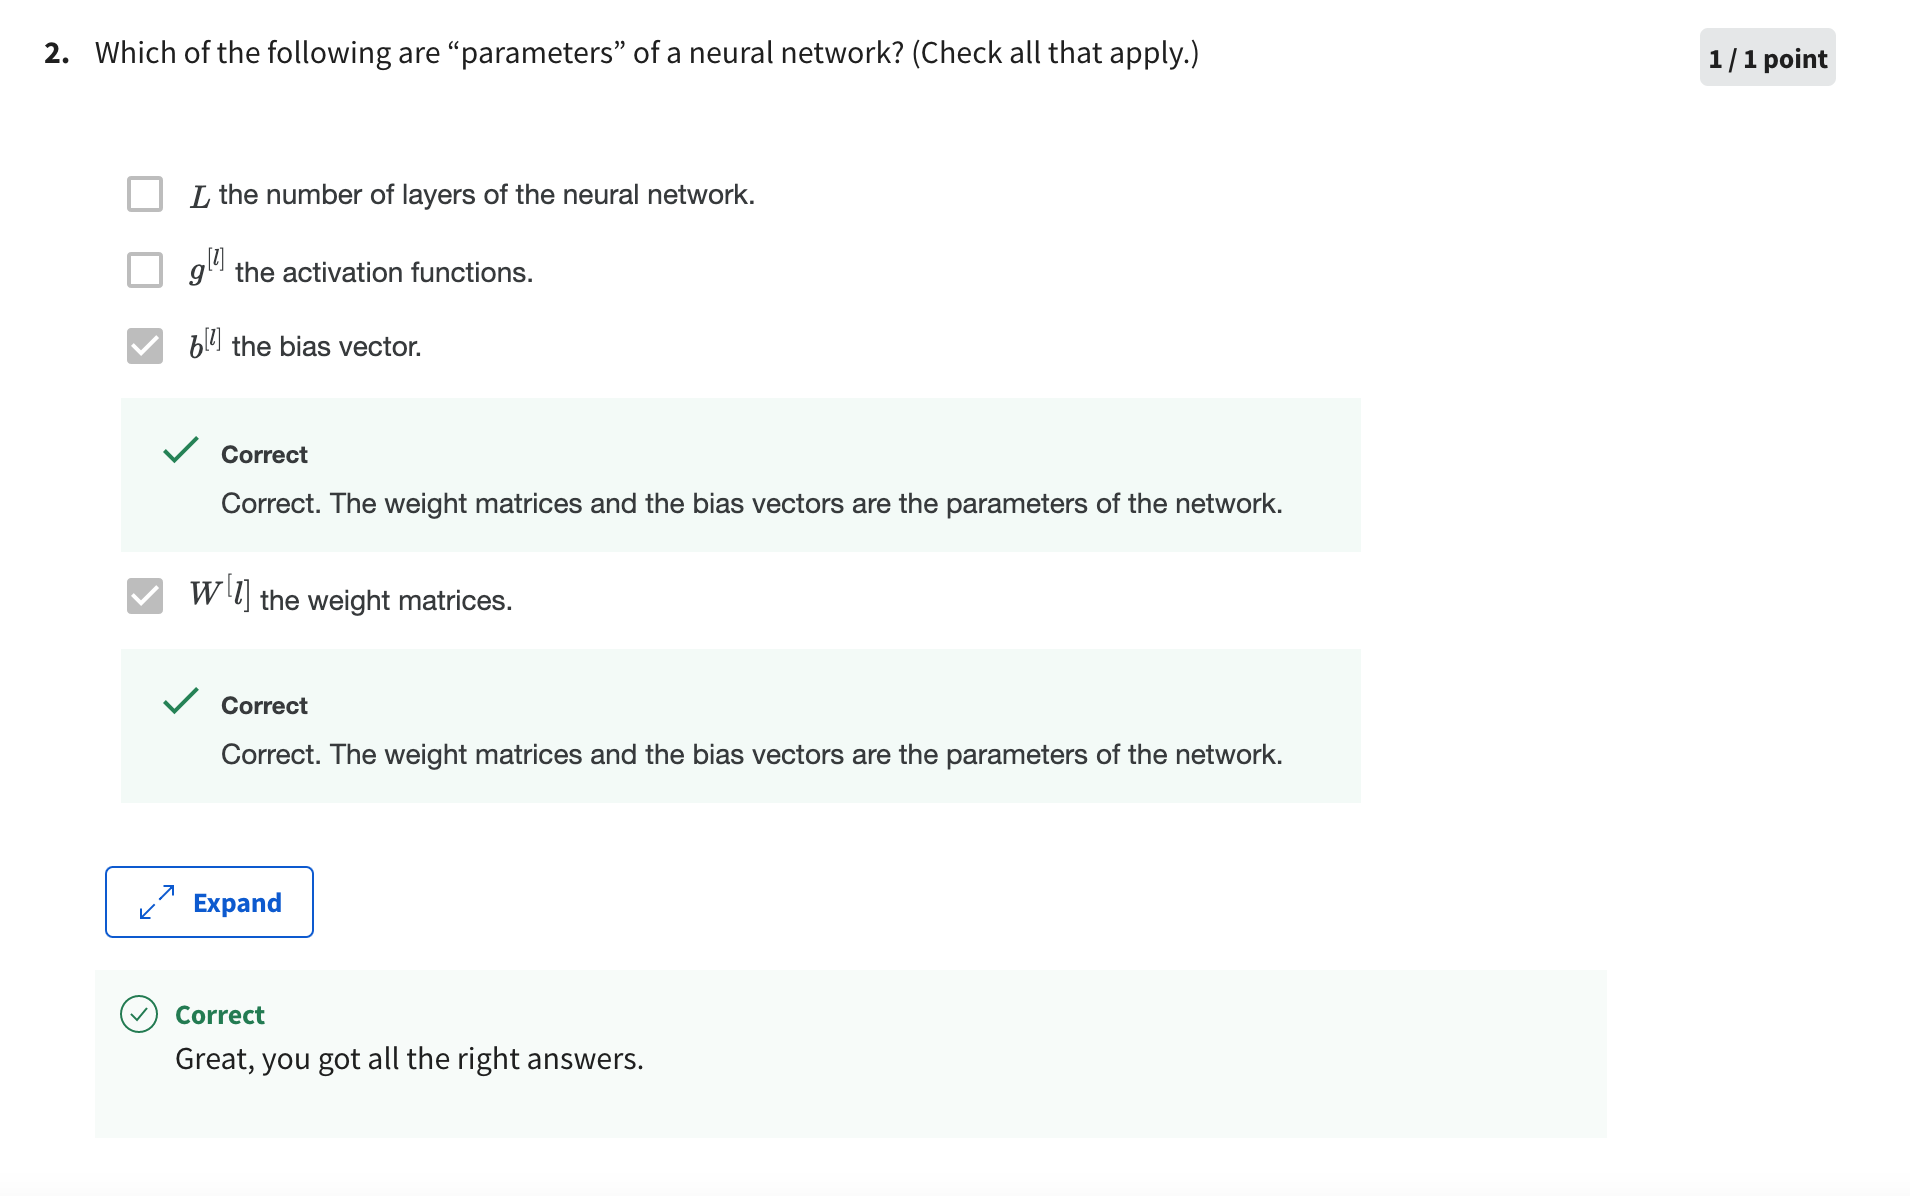 2. Which of the following are “parameters” of a neural network? (Check all that apply.)
1 / 1 point
L the number of layers of the neural network.
g[l] the activation functions.
b[l] the bias vector.
Correct
Correct. The weight matrices and the bias vectors are the parameters of the network.
W[l] the weight matrices.
Correct
Correct. The weight matrices and the bias vectors are the parameters of the network.
Expand
Correct
Great, you got all the right answers.